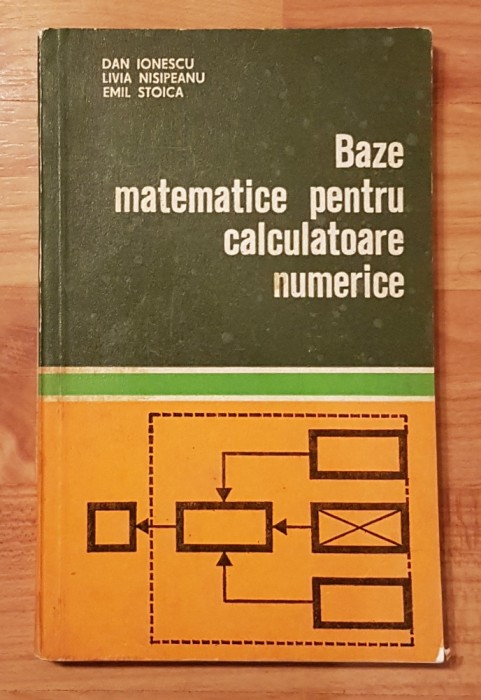 DAN IONESCU
LIVIA NISIPEANU
EMIL STOICA
Baze
matematice pentru
calculatoare
numerice